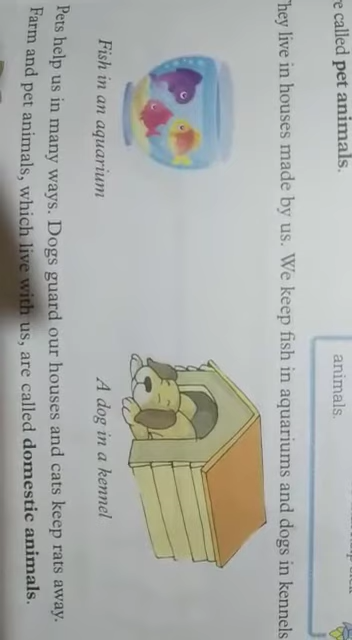 called pet animals.
animals.
They live in houses made by us. We keep fish in aquariums and dogs in kennels
Fish in an aquarium
A dog in a kennel
Pets help us in many ways. Dogs guard our houses and cats keep rats away.
Farm and pet animals, which live with us, are called domestic animals.